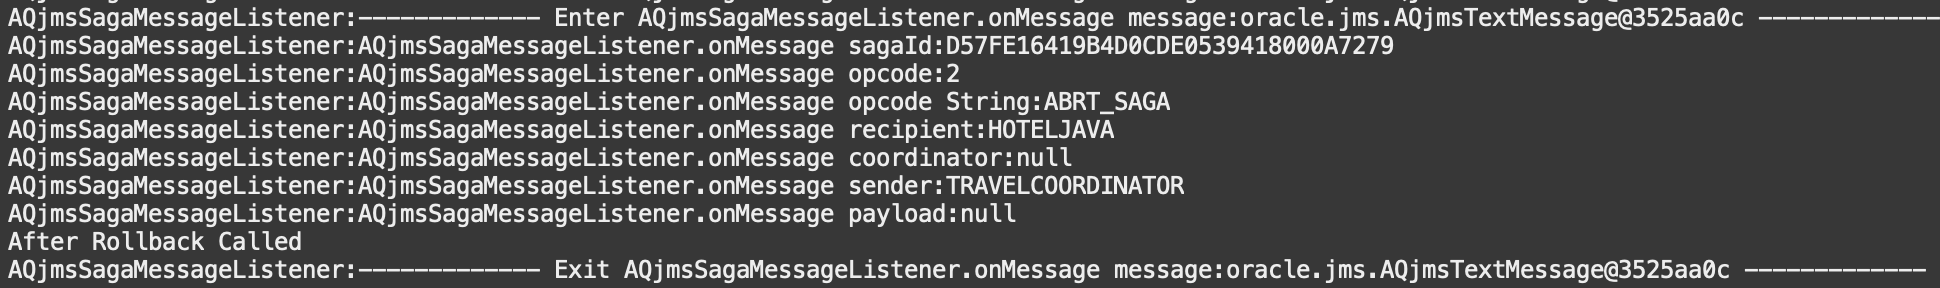 AQjmsSagaMessageListener:------------- Enter AQjmsSagaMessageListener.onMessage message:oracle.jms.AQjmsTextMessage@3525aa0c -------------
AQjmsSagaMessageListener:AQjmsSagaMessageListener.onMessage sagaId:D57FE16419B4D0CDE0539418000A7279
AQjmsSagaMessageListener:AQjmsSagaMessageListener.onMessage opcode:2
AQjmsSagaMessageListener:AQjmsSagaMessageListener.onMessage opcode String:ABRT_SAGA
AQjmsSagaMessageListener:AQjmsSagaMessageListener.onMessage recipient:HOTELJAVA
AQjmsSagaMessageListener:AQjmsSagaMessageListener.onMessage coordinator:null
AQjmsSagaMessageListener:AQjmsSagaMessageListener.onMessage sender:TRAVELCOORDINATOR
AQjmsSagaMessageListener:AQjmsSagaMessageListener.onMessage payload:null
After Rollback Called
AQjmsSagaMessageListener:------------- Exit AQjmsSagaMessageListener.onMessage message:oracle.jms.AQjmsTextMessage@3525aa0c -------------